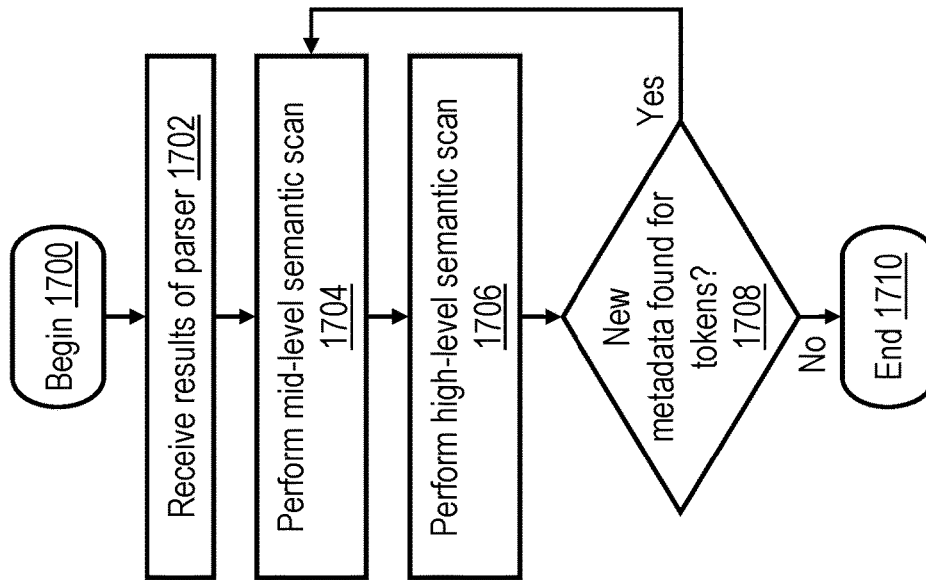 Begin 1700
Receive results of parser 1702
Perform mid-level semantic scan
1704
Perform high-level semantic scan
1706
New
metadata found for
tokens?
1708
Yes
No
End 1710